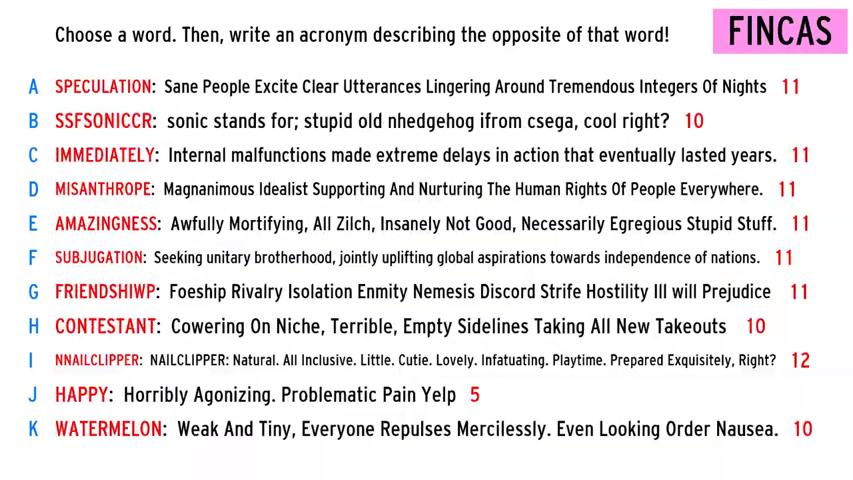 Choose a word. Then, write an acronym describing the opposite of that word!
FINCAS
A SPECULATION: Sane People Excite Clear Utterances Lingering Around Tremendous Integers Of Nights 11
B SSFSONICCR: sonic stands for; stupid old nhedgehog ifrom csega, cool right? 10
C IMMEDIATELY: Internal malfunctions made extreme delays in action that eventually lasted years. 11
D MISANTHROPE: Magnanimous Idealist Supporting And Nurturing The Human Rights Of People Everywhere. 11
E AMAZINGNESS: Awfully Mortifying, All Zilch, Insanely Not Good, Necessarily Egregious Stupid Stuff. 11
F SUBJUGATION: Seeking unitary brotherhood, jointly uplifting global aspirations towards independence of nations. 11
G FRIENDSHIWP: Foeship Rivalry Isolation Enmity Nemesis Discord Strife Hostility Ill will Prejudice 11
H CONTESTANT: Cowering On Niche, Terrible, Empty Sidelines Taking All New Takeouts 10
I NNAILCLIPPER: NAILCLIPPER: Natural. All Inclusive. Little. Cutie. Lovely. Infatuating. Playtime. Prepared Exquisitely, Right? 12
J HAPPY: Horribly Agonizing. Problematic Pain Yelp 5
K WATERMELON: Weak And Tiny, Everyone Repulses Mercilessly. Even Looking Order Nausea. 10